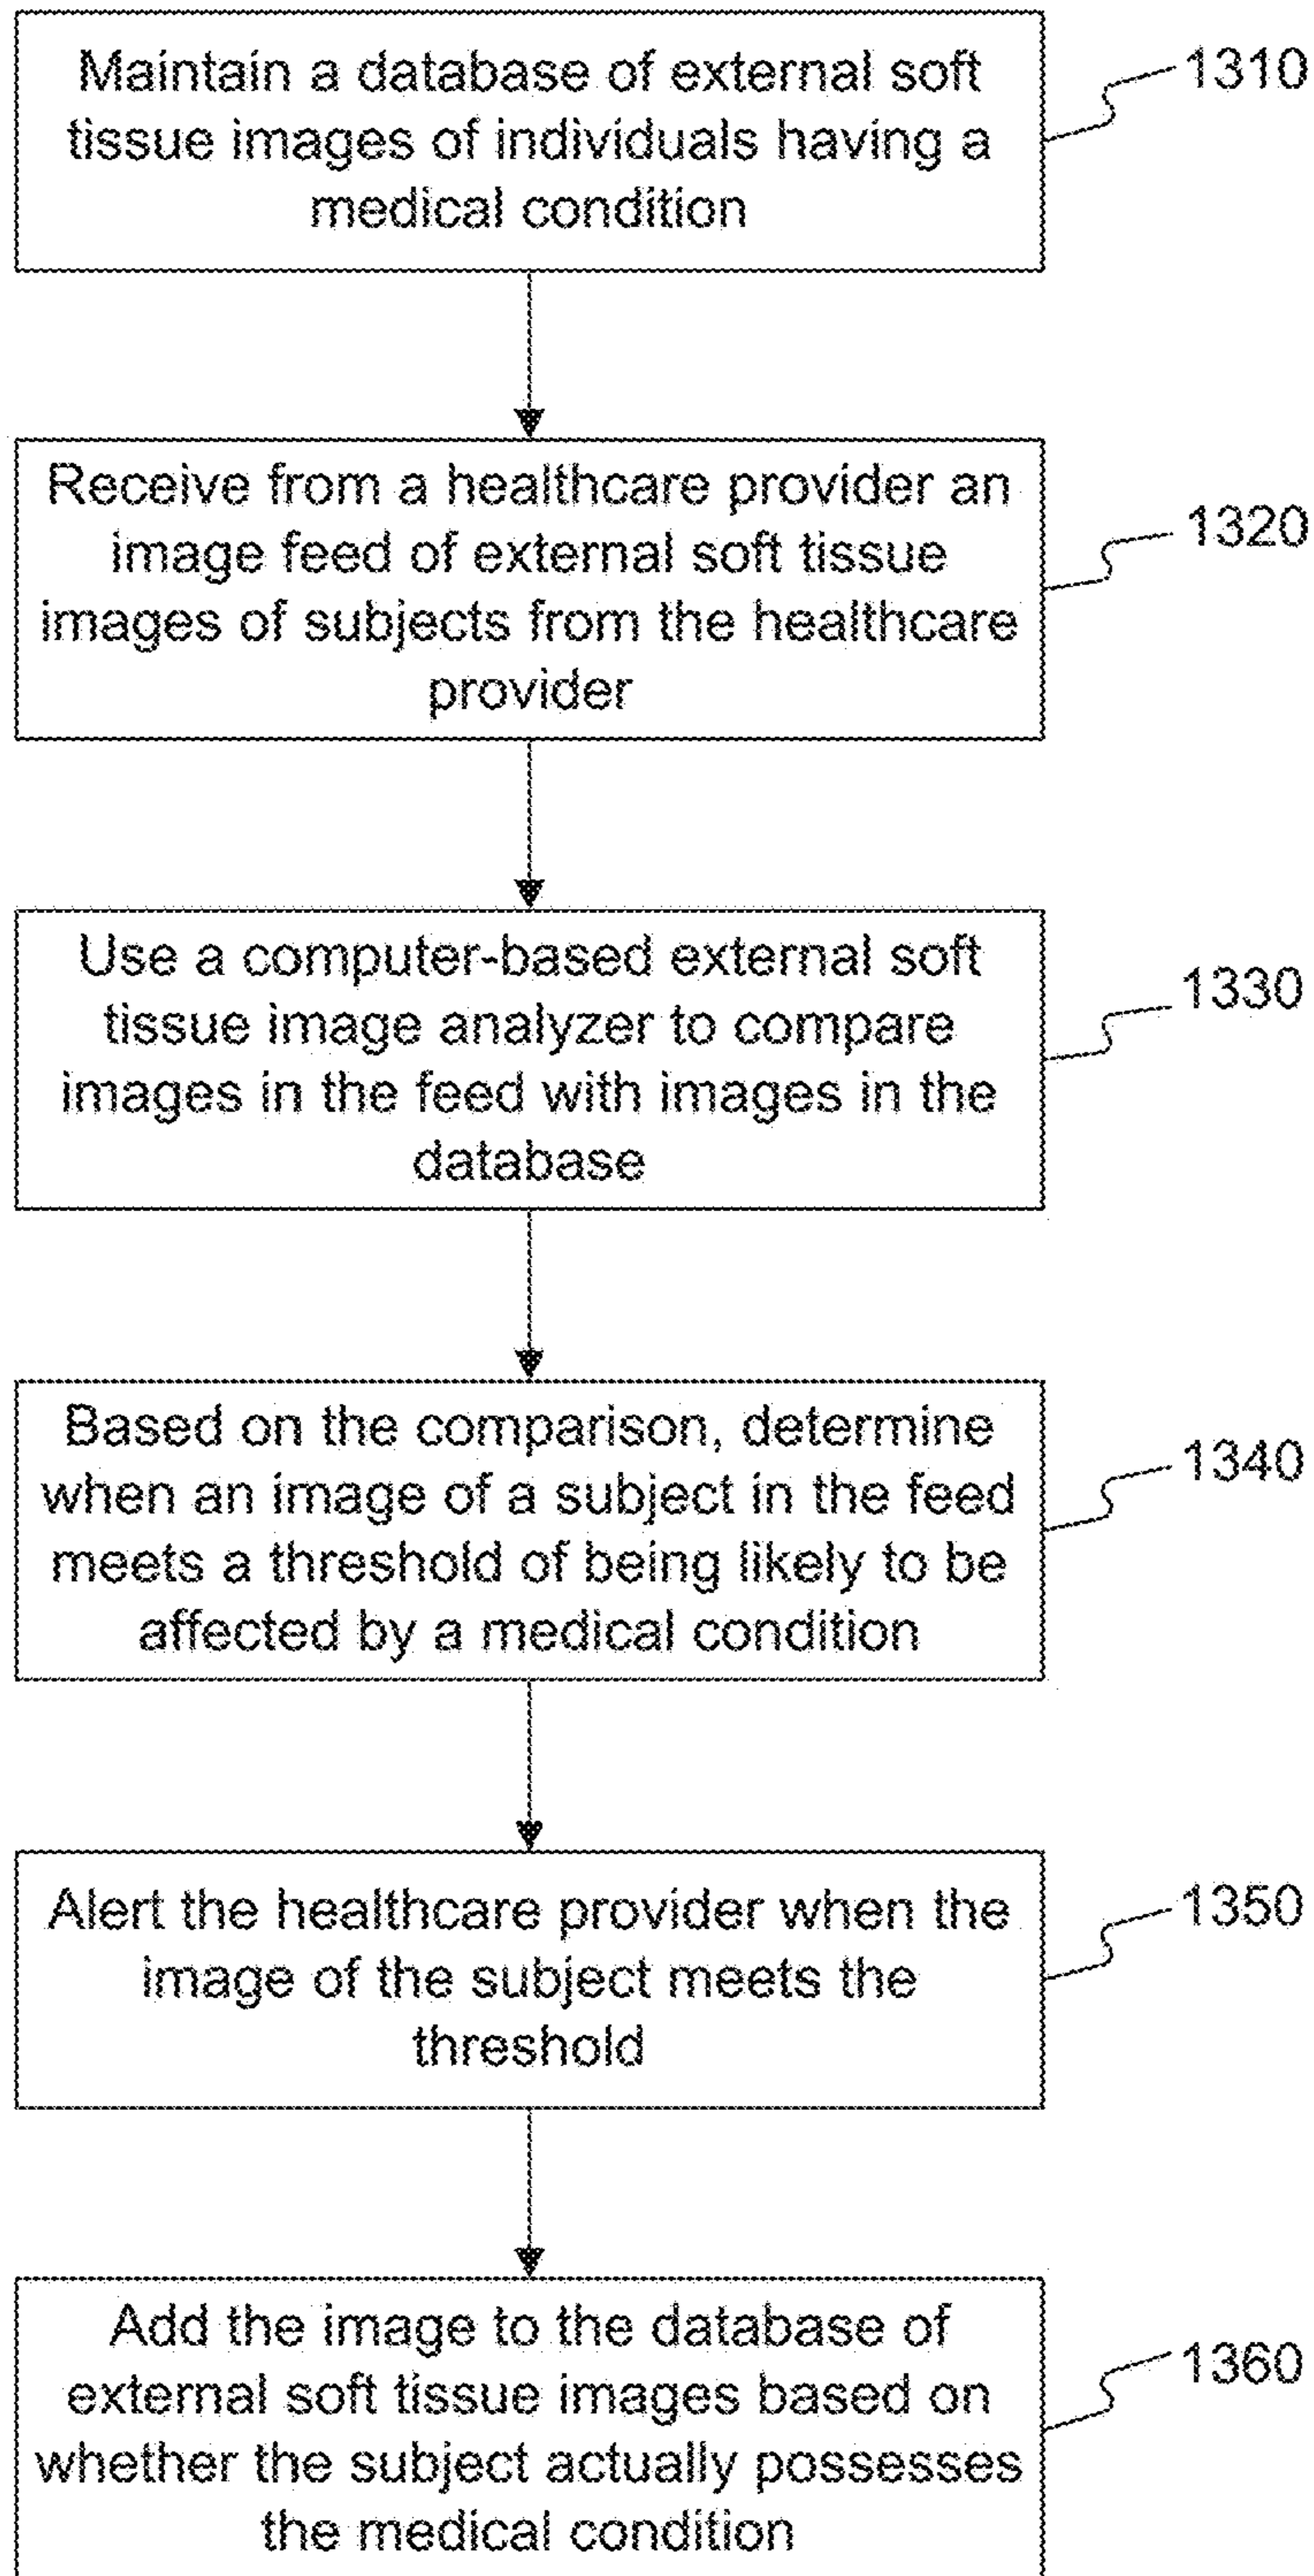 Maintain a database of external soft
tissue images of individuals having a
medical condition
1310
Receive from a healthcare provider an
image feed of external soft tissue
images of subjects from the healthcare
provider
1320
Use a computer-based external soft
tissue image analyzer to compare
images in the feed with images in the
database
1330
Based on the comparison, determine
when an image of a subject in the feed
meets a threshold of being likely to be
affected by a medical condition
1340
Alert the healthcare provider when the
image of the subject meets the
threshold
1350
Add the image to the database of
external soft tissue images based on
whether the subject actually possesses
the medical condition
1360